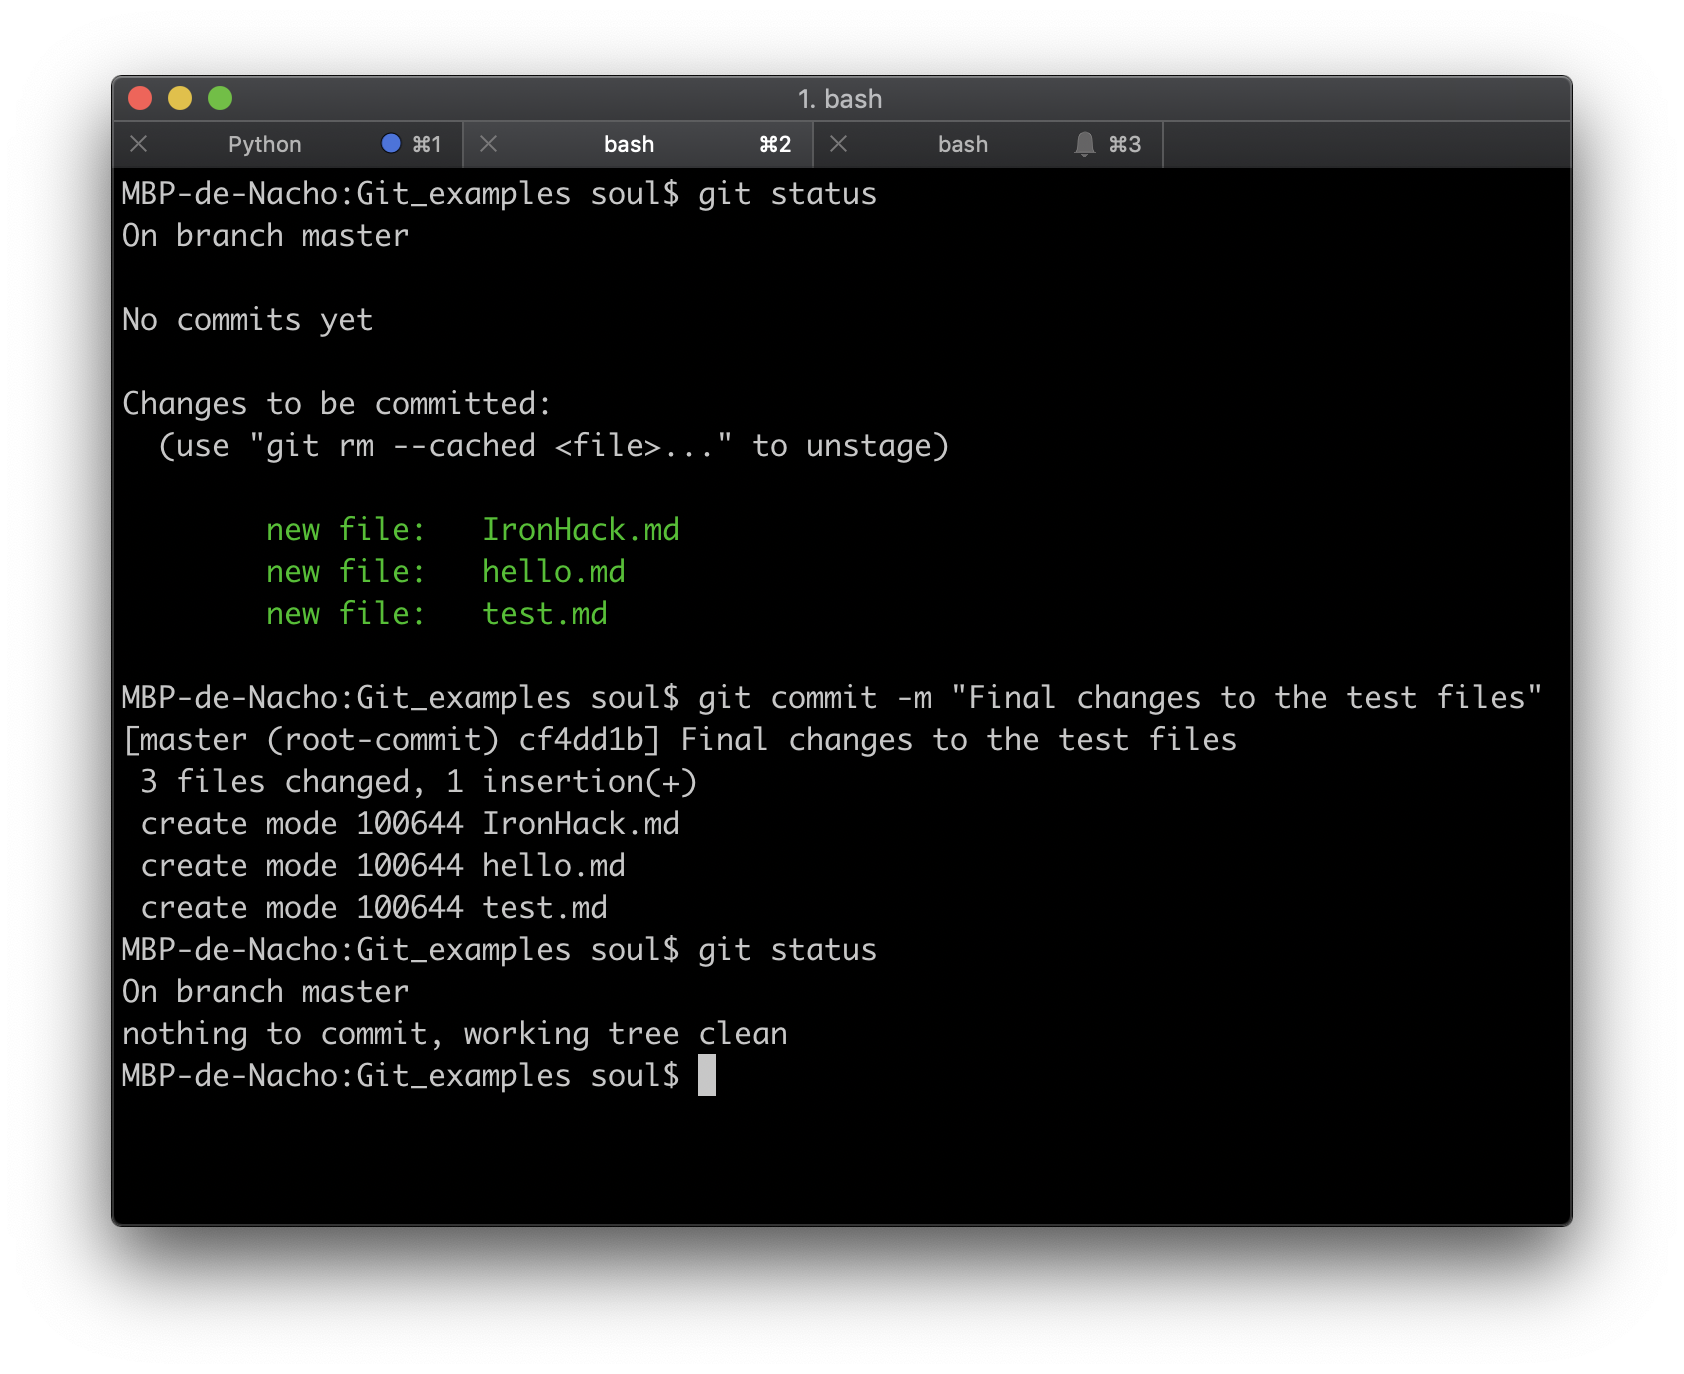 1. bash
Python ⌘1 bash ⌘2 bash ⌘3
MBP-de-Nacho:Git_examples soul$ git status
On branch master
No commits yet
Changes to be committed:
  (use "git rm --cached <file>..." to unstage)
        new file:   IronHack.md
        new file:   hello.md
        new file:   test.md
MBP-de-Nacho:Git_examples soul$ git commit -m "Final changes to the test files"
[master (root-commit) cf4dd1b] Final changes to the test files
 3 files changed, 1 insertion(+)
 create mode 100644 IronHack.md
 create mode 100644 hello.md
 create mode 100644 test.md
MBP-de-Nacho:Git_examples soul$ git status
On branch master
nothing to commit, working tree clean
MBP-de-Nacho:Git_examples soul$